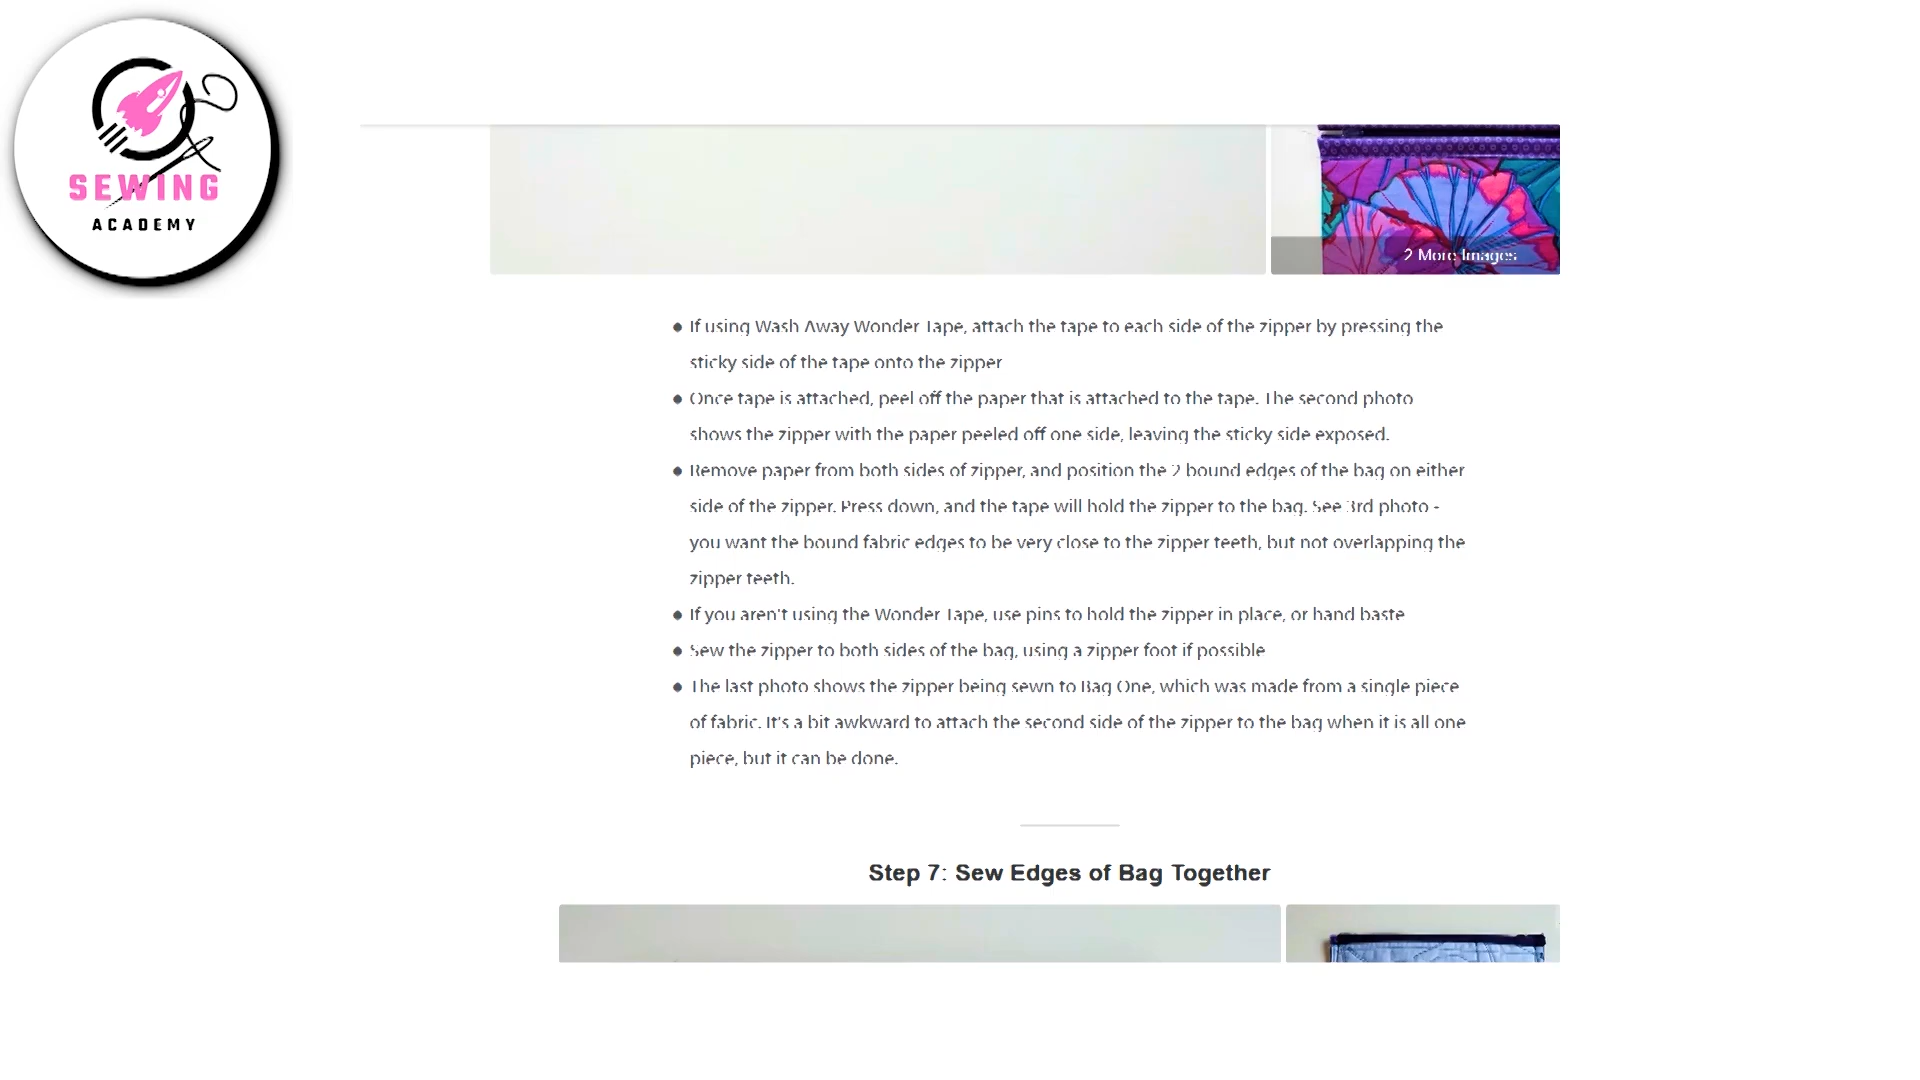 SEWING
ACADEMY
2 More Images
If using Wash Away Wonder Tape, attach the tape to each side of the zipper by pressing the
sticky side of the tape onto the zipper
Once tape is attached, peel off the paper that is attached to the tape. The second photo
shows the zipper with the paper peeled off one side, leaving the sticky side exposed.
Remove paper from both sides of zipper, and position the 2 bound edges of the bag on either
side of the zipper. Press down, and the tape will hold the zipper to the bag. See 3rd photo -
you want the bound fabric edges to be very close to the zipper teeth, but not overlapping the
zipper teeth.
If you aren't using the Wonder Tape, use pins to hold the zipper in place, or hand baste
Sew the zipper to both sides of the bag, using a zipper foot if possible
The last photo shows the zipper being sewn to Bag One, which was made from a single piece
of fabric. It's a bit awkward to attach the second side of the zipper to the bag when it is all one
piece, but it can be done.
Step 7: Sew Edges of Bag Together